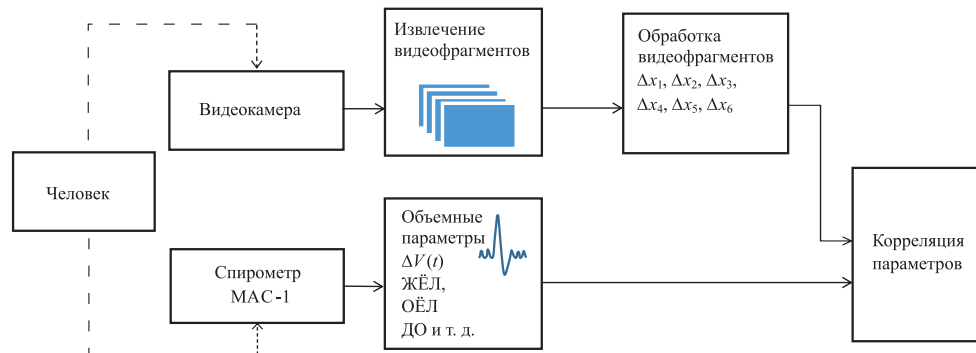 Человек
Видеокамера
Извлечение
видеофрагментов
Обработка
видеофрагментов
Δx₁, Δx₂, Δx₃,
Δx₄, Δx₅, Δx₆
Спирометр
МАС-1
Объемные
параметры
ΔV(t)
ЖЁЛ,
ОЁЛ
ДО и т. д.
Корреляция
параметров